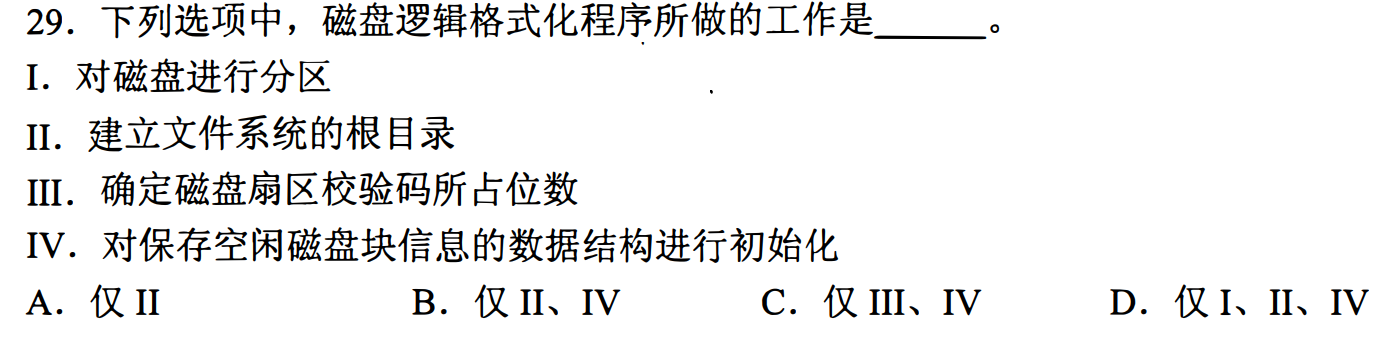 29．下列选项中，磁盘逻辑格式化程序所做的工作是______。
I．对磁盘进行分区
II．建立文件系统的根目录
III．确定磁盘扇区校验码所占位数
IV．对保存空闲磁盘块信息的数据结构进行初始化
A．仅 II B．仅 II、IV C．仅 III、IV D．仅 I、II、IV